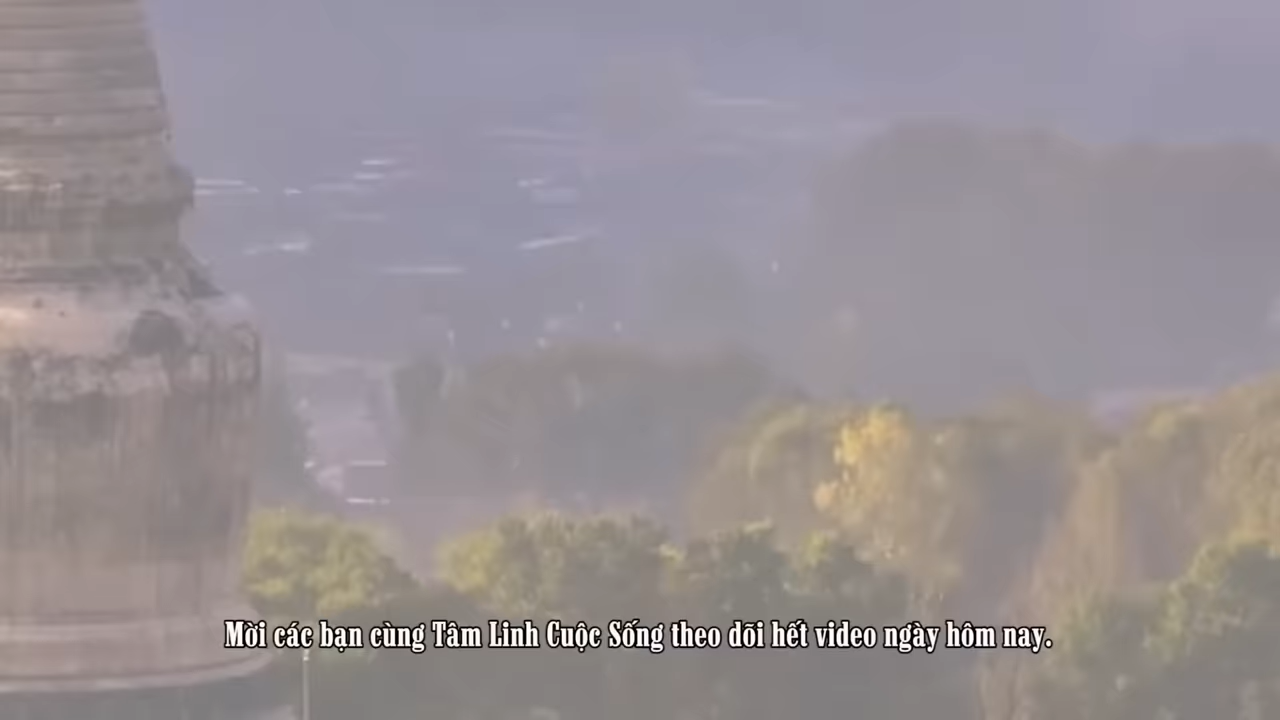 Mời các bạn cùng Tâm Linh Cuộc Sống theo dõi hết video ngày hôm nay.